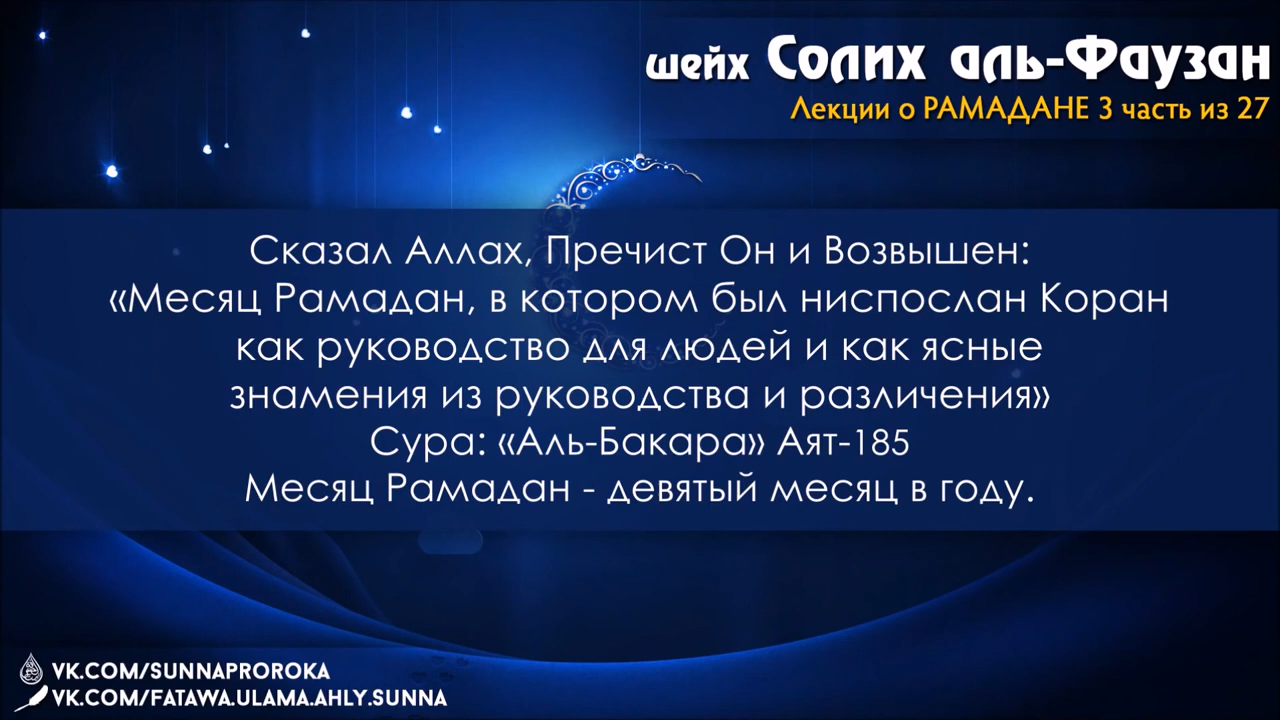 шейх Солих аль-Фаузан
Лекции о РАМАДАНЕ 3 часть из 27
Сказал Аллах, Пречист Он и Возвышен:
«Месяц Рамадан, в котором был ниспослан Коран
как руководство для людей и как ясные
знамения из руководства и различения»
Сура: «Аль-Бакара» Аят-185
Месяц Рамадан - девятый месяц в году.
VK.COM/SUNNAPROROKA
VK.COM/FATAWA.ULAMA.AHLY.SUNNA